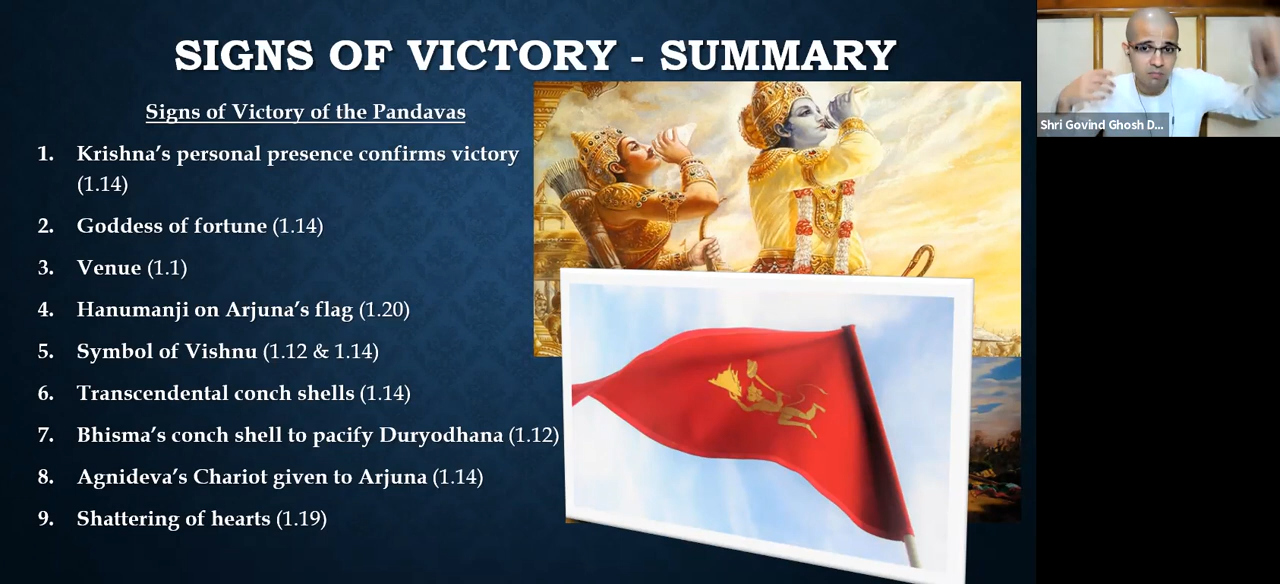 SIGNS OF VICTORY - SUMMARY
Signs of Victory of the Pandavas
1. Krishna’s personal presence confirms victory
(1.14)
2. Goddess of fortune (1.14)
3. Venue (1.1)
4. Hanumanji on Arjuna’s flag (1.20)
5. Symbol of Vishnu (1.12 & 1.14)
6. Transcendental conch shells (1.14)
7. Bhisma’s conch shell to pacify Duryodhana (1.12)
8. Agnideva’s Chariot given to Arjuna (1.14)
9. Shattering of hearts (1.19)
Shri Govind Ghosh D...